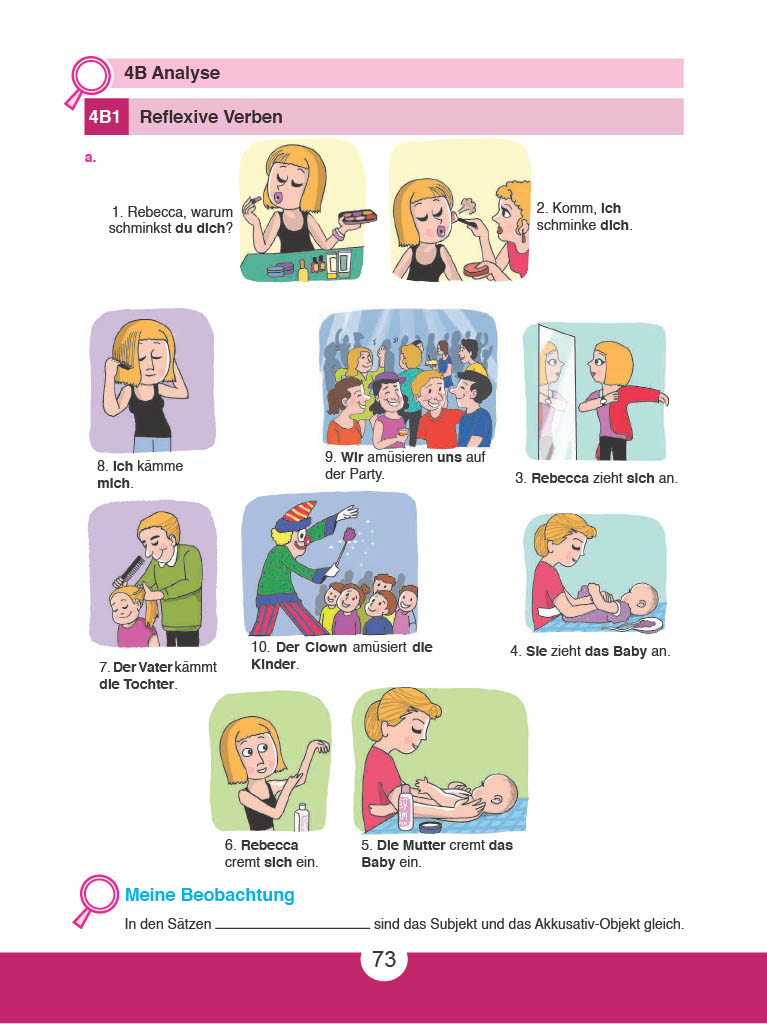 4B Analyse
4B1 Reflexive Verben
a.
1. Rebecca, warum
schminkst du dich?
2. Komm, ich
schminke dich.
8. Ich kämme
mich.
9. Wir amüsieren uns auf
der Party.
3. Rebecca zieht sich an.
7. Der Vater kämmt
die Tochter.
10. Der Clown amüsiert die
Kinder.
4. Sie zieht das Baby an.
6. Rebecca
cremt sich ein.
5. Die Mutter cremt das
Baby ein.
Meine Beobachtung
In den Sätzen ____________________ sind das Subjekt und das Akkusativ-Objekt gleich.
73